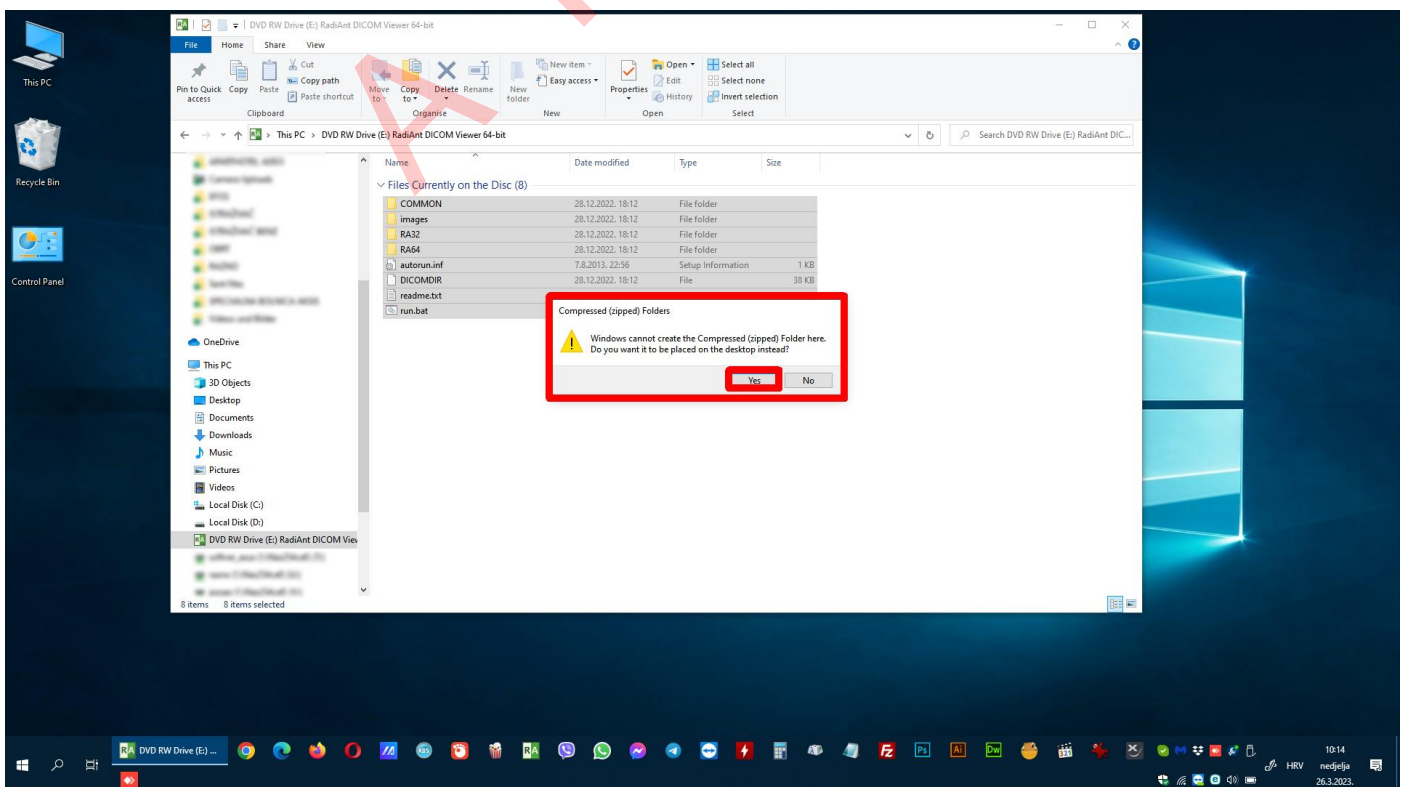 DVD RW Drive (E:) RadiAnt DICOM Viewer 64-bit
File Home Share View
Pin to Quick access
Copy
Paste
Cut
Copy path
Paste shortcut
Move to
Copy to
Delete
Rename
New folder
New item
Easy access
Properties
Open
Edit
History
Select all
Select none
Invert selection
Clipboard Organise New Open Select
This PC > DVD RW Drive (E:) RadiAnt DICOM Viewer 64-bit
Search DVD RW Drive (E:) RadiAnt DIC...
This PC
Recycle Bin
Control Panel
OneDrive
This PC
3D Objects
Desktop
Documents
Downloads
Music
Pictures
Videos
Local Disk (C:)
Local Disk (D:)
DVD RW Drive (E:) RadiAnt DICOM View
Name Date modified Type Size
Files Currently on the Disc (8)
COMMON 28.12.2022. 18:12 File folder
images 28.12.2022. 18:12 File folder
RA32 28.12.2022. 18:12 File folder
RA64 28.12.2022. 18:12 File folder
autorun.inf 7.8.2013. 22:56 Setup Information 1 KB
DICOMDIR 28.12.2022. 18:12 File 38 KB
readme.txt
run.bat
Compressed (zipped) Folders
Windows cannot create the Compressed (zipped) Folder here.
Do you want it to be placed on the desktop instead?
Yes No
8 items 8 items selected
RA DVD RW Drive (E:) ...
RA
Ps Ai Dw
321
HRV
10:14
nedjelja
26.3.2023.